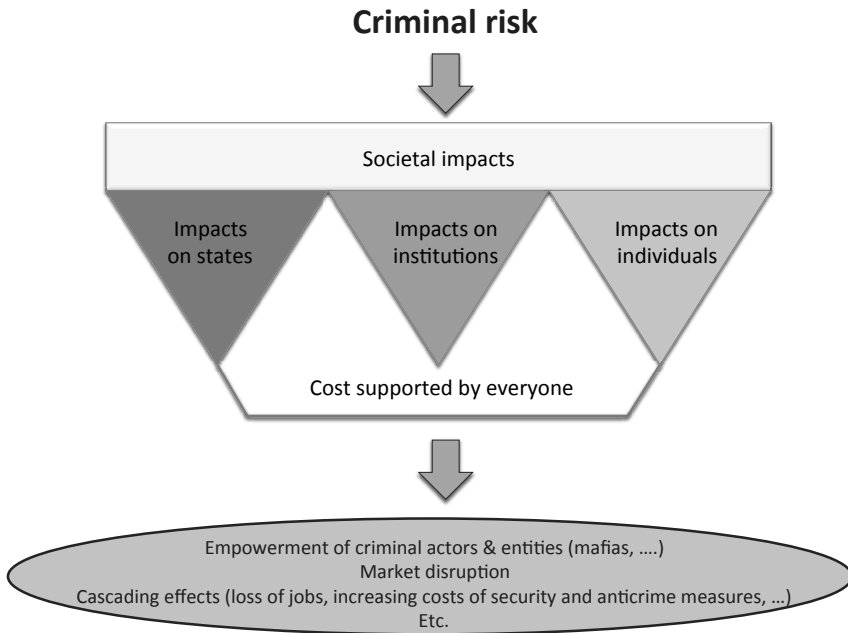 Criminal risk
Societal impacts
Impacts
on states
Impacts on
institutions
Impacts on
individuals
Cost supported by everyone
Empowerment of criminal actors & entities (mafias, ....)
Market disruption
Cascading effects (loss of jobs, increasing costs of security and anticrime measures, ...)
Etc.